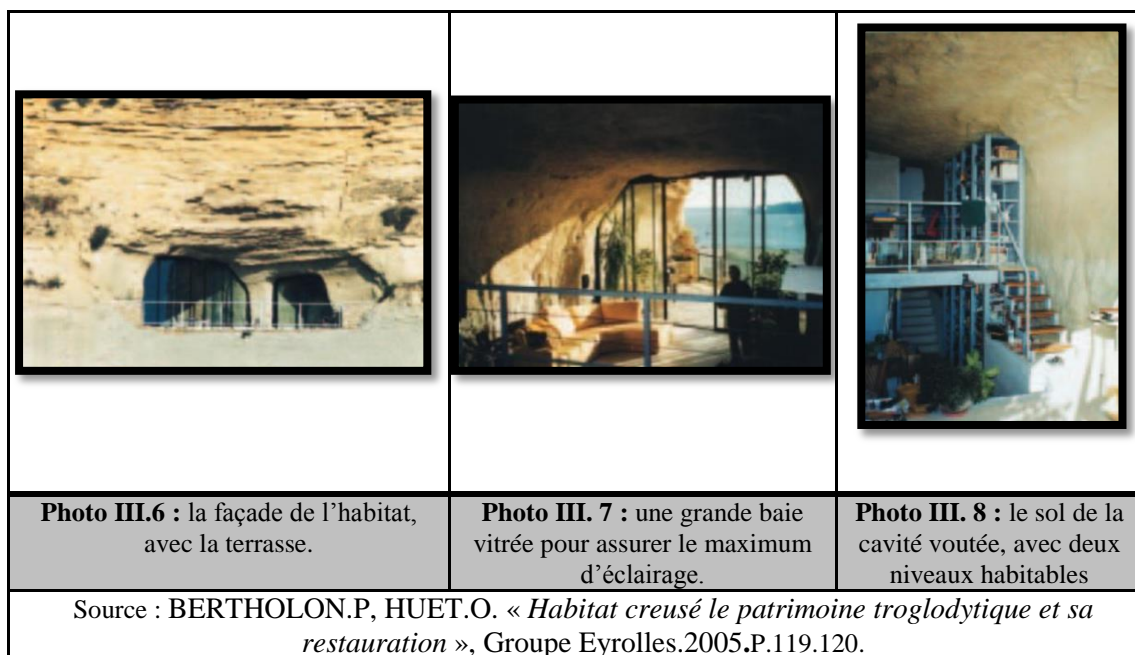 Photo III.6 : la façade de l’habitat,
avec la terrasse.
Photo III. 7 : une grande baie
vitrée pour assurer le maximum
d’éclairage.
Photo III. 8 : le sol de la
cavité voutée, avec deux
niveaux habitables
Source : BERTHOLON.P, HUET.O. « Habitat creusé le patrimoine troglodytique et sa
restauration », Groupe Eyrolles.2005.P.119.120.